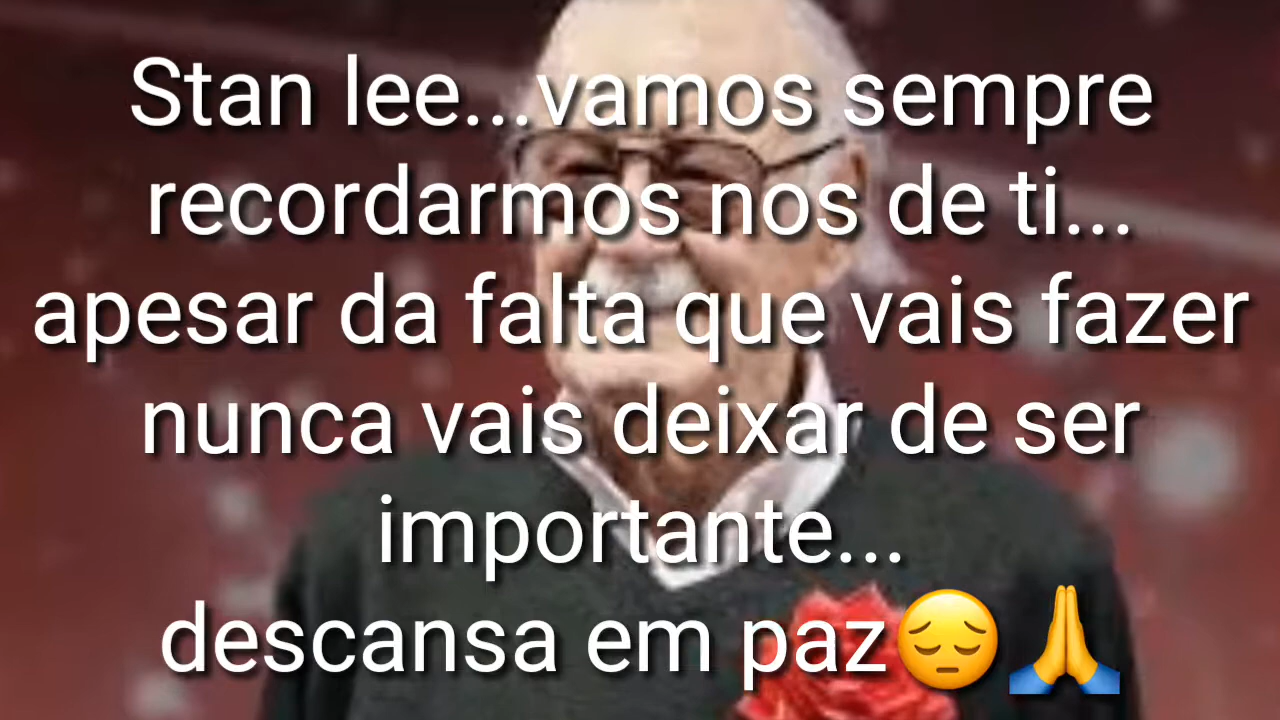 Stan lee...vamos sempre
recordarmos nos de ti...
apesar da falta que vais fazer
nunca vais deixar de ser
importante...
descansa em paz😔🙏